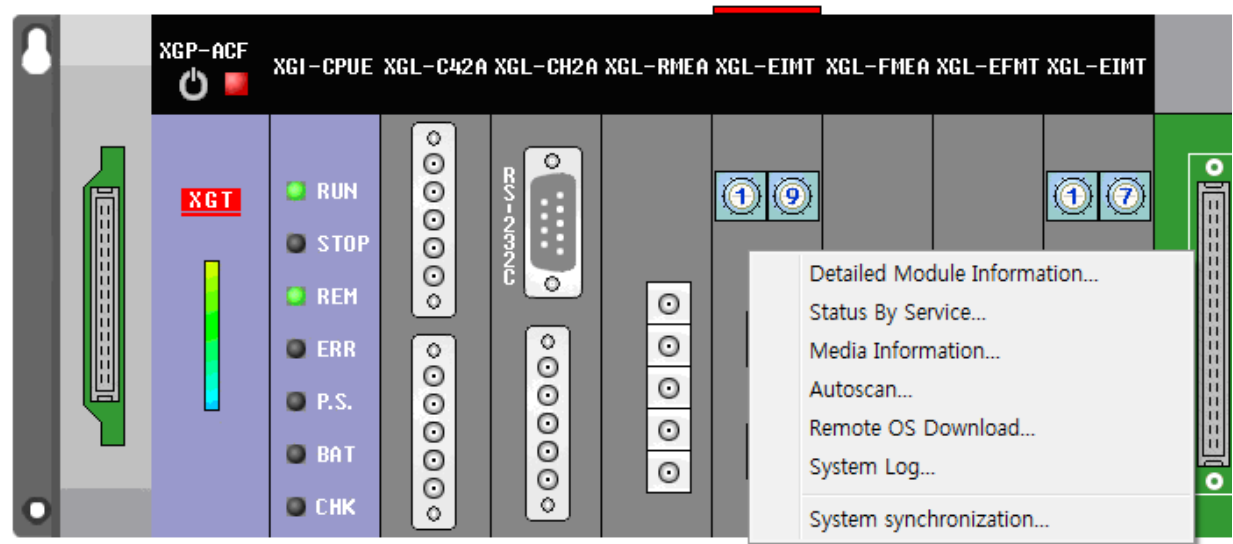 XGP-ACF
XGI-CPUE XGL-C42A XGL-CH2A XGL-RMEA XGL-EIMT XGL-FMEA XGL-EFMT XGL-EIMT
XGT
RUN
STOP
REM
ERR
P.S.
BAT
CHK
RS-232C
1 9
1 7
Detailed Module Information...
Status By Service...
Media Information...
Autoscan...
Remote OS Download...
System Log...
System synchronization...